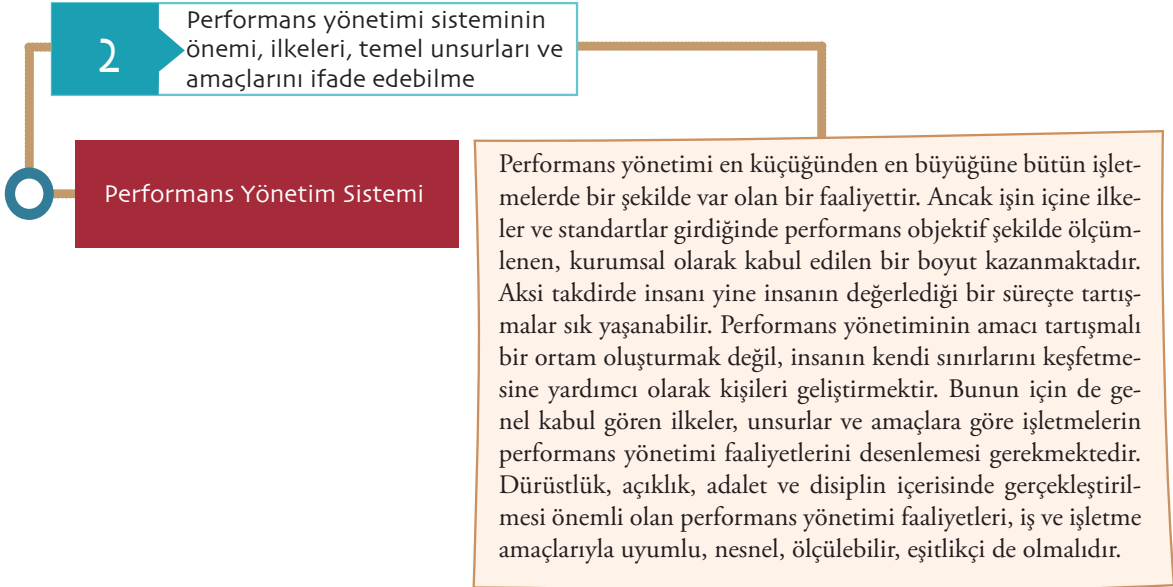 2
Performans yönetimi sisteminin
önemi, ilkeleri, temel unsurları ve
amaçlarını ifade edebilme
Performans Yönetim Sistemi
Performans yönetimi en küçüğünden en büyüğüne bütün işlet-
melerde bir şekilde var olan bir faaliyettir. Ancak işin içine ilke-
ler ve standartlar girdiğinde performans objektif şekilde ölçüm-
lenen, kurumsal olarak kabul edilen bir boyut kazanmaktadır.
Aksi takdirde insanı yine insanın değerlediği bir süreçte tartış-
malar sık yaşanabilir. Performans yönetiminin amacı tartışmalı
bir ortam oluşturmak değil, insanın kendi sınırlarını keşfetme-
sine yardımcı olarak kişileri geliştirmektir. Bunun için de ge-
nel kabul gören ilkeler, unsurlar ve amaçlara göre işletmelerin
performans yönetimi faaliyetlerini desenlemesi gerekmektedir.
Dürüstlük, açıklık, adalet ve disiplin içerisinde gerçekleştiril-
mesi önemli olan performans yönetimi faaliyetleri, iş ve işletme
amaçlarıyla uyumlu, nesnel, ölçülebilir, eşitlikçi de olmalıdır.